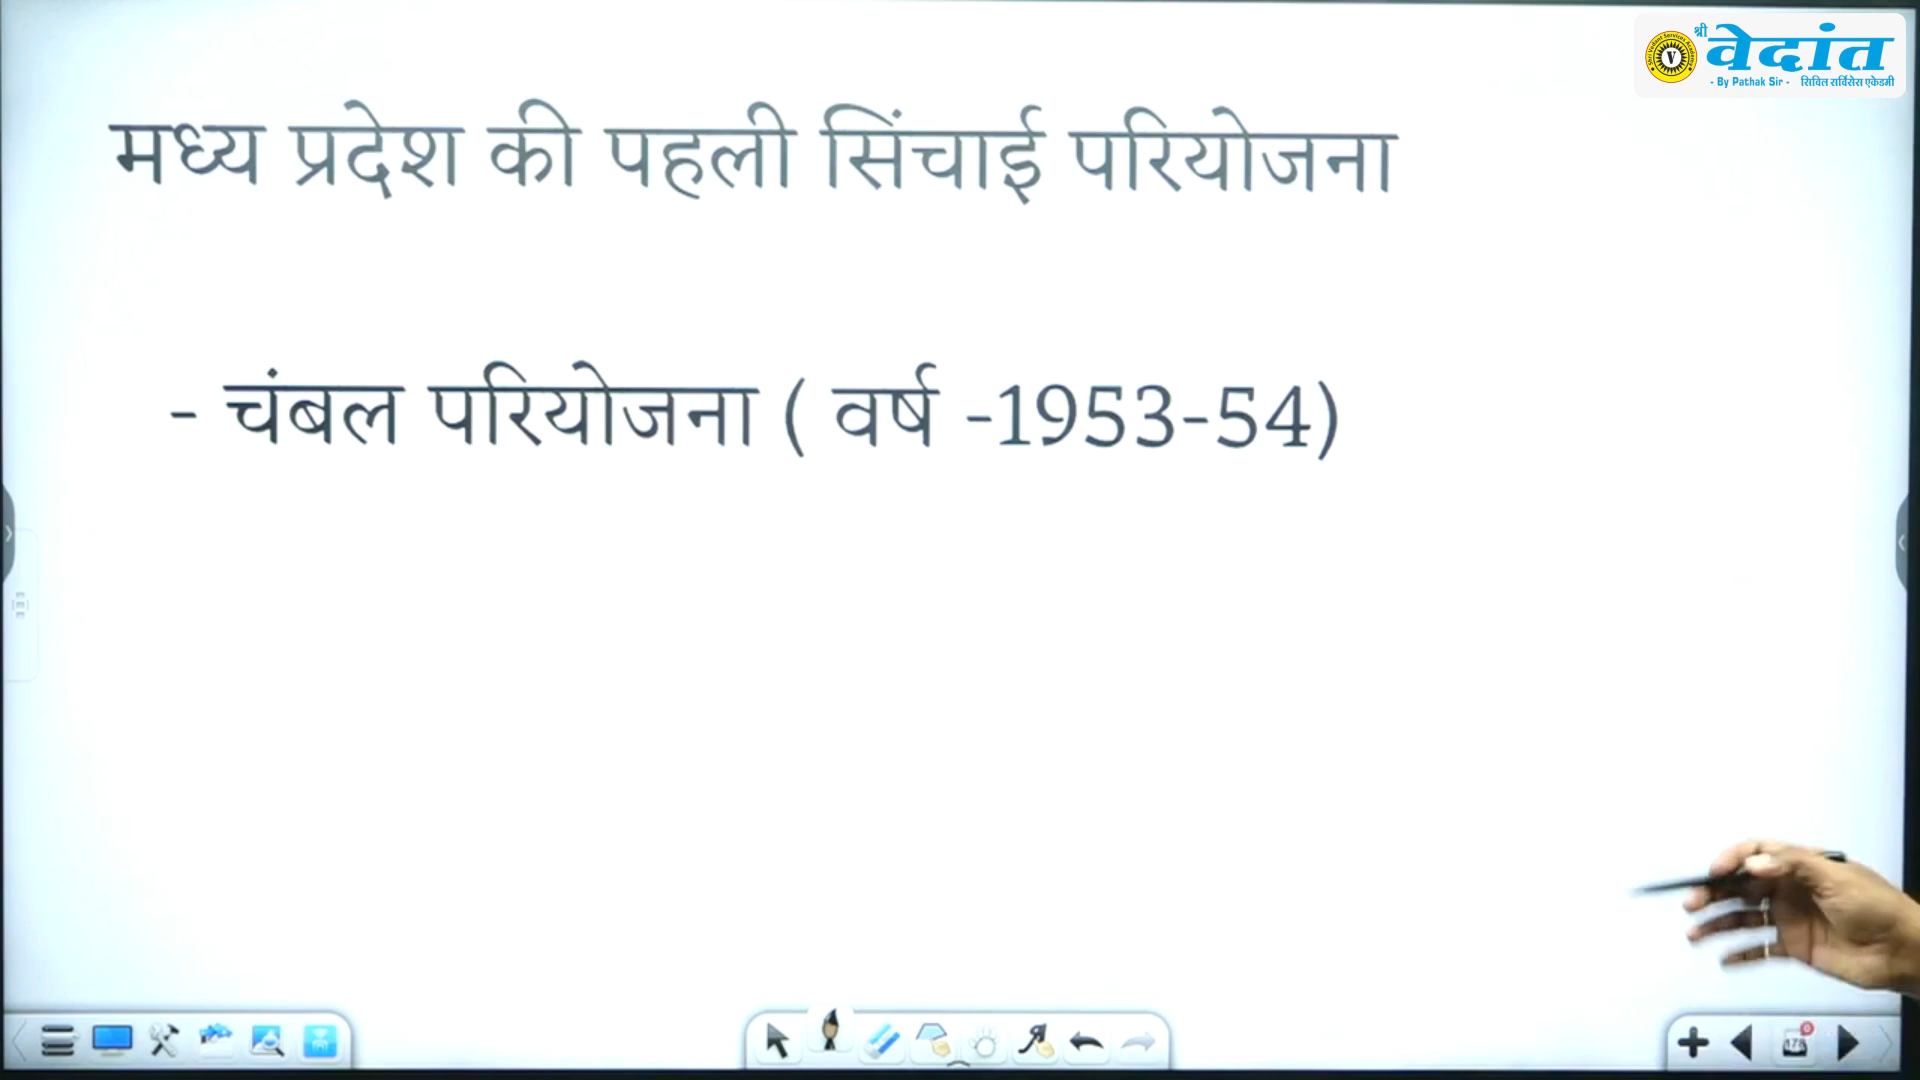 श्री वेदांत
- By Pathak Sir - सिविल सर्विसेस एकेडमी
मध्य प्रदेश की पहली सिंचाई परियोजना
- चंबल परियोजना ( वर्ष -1953-54)